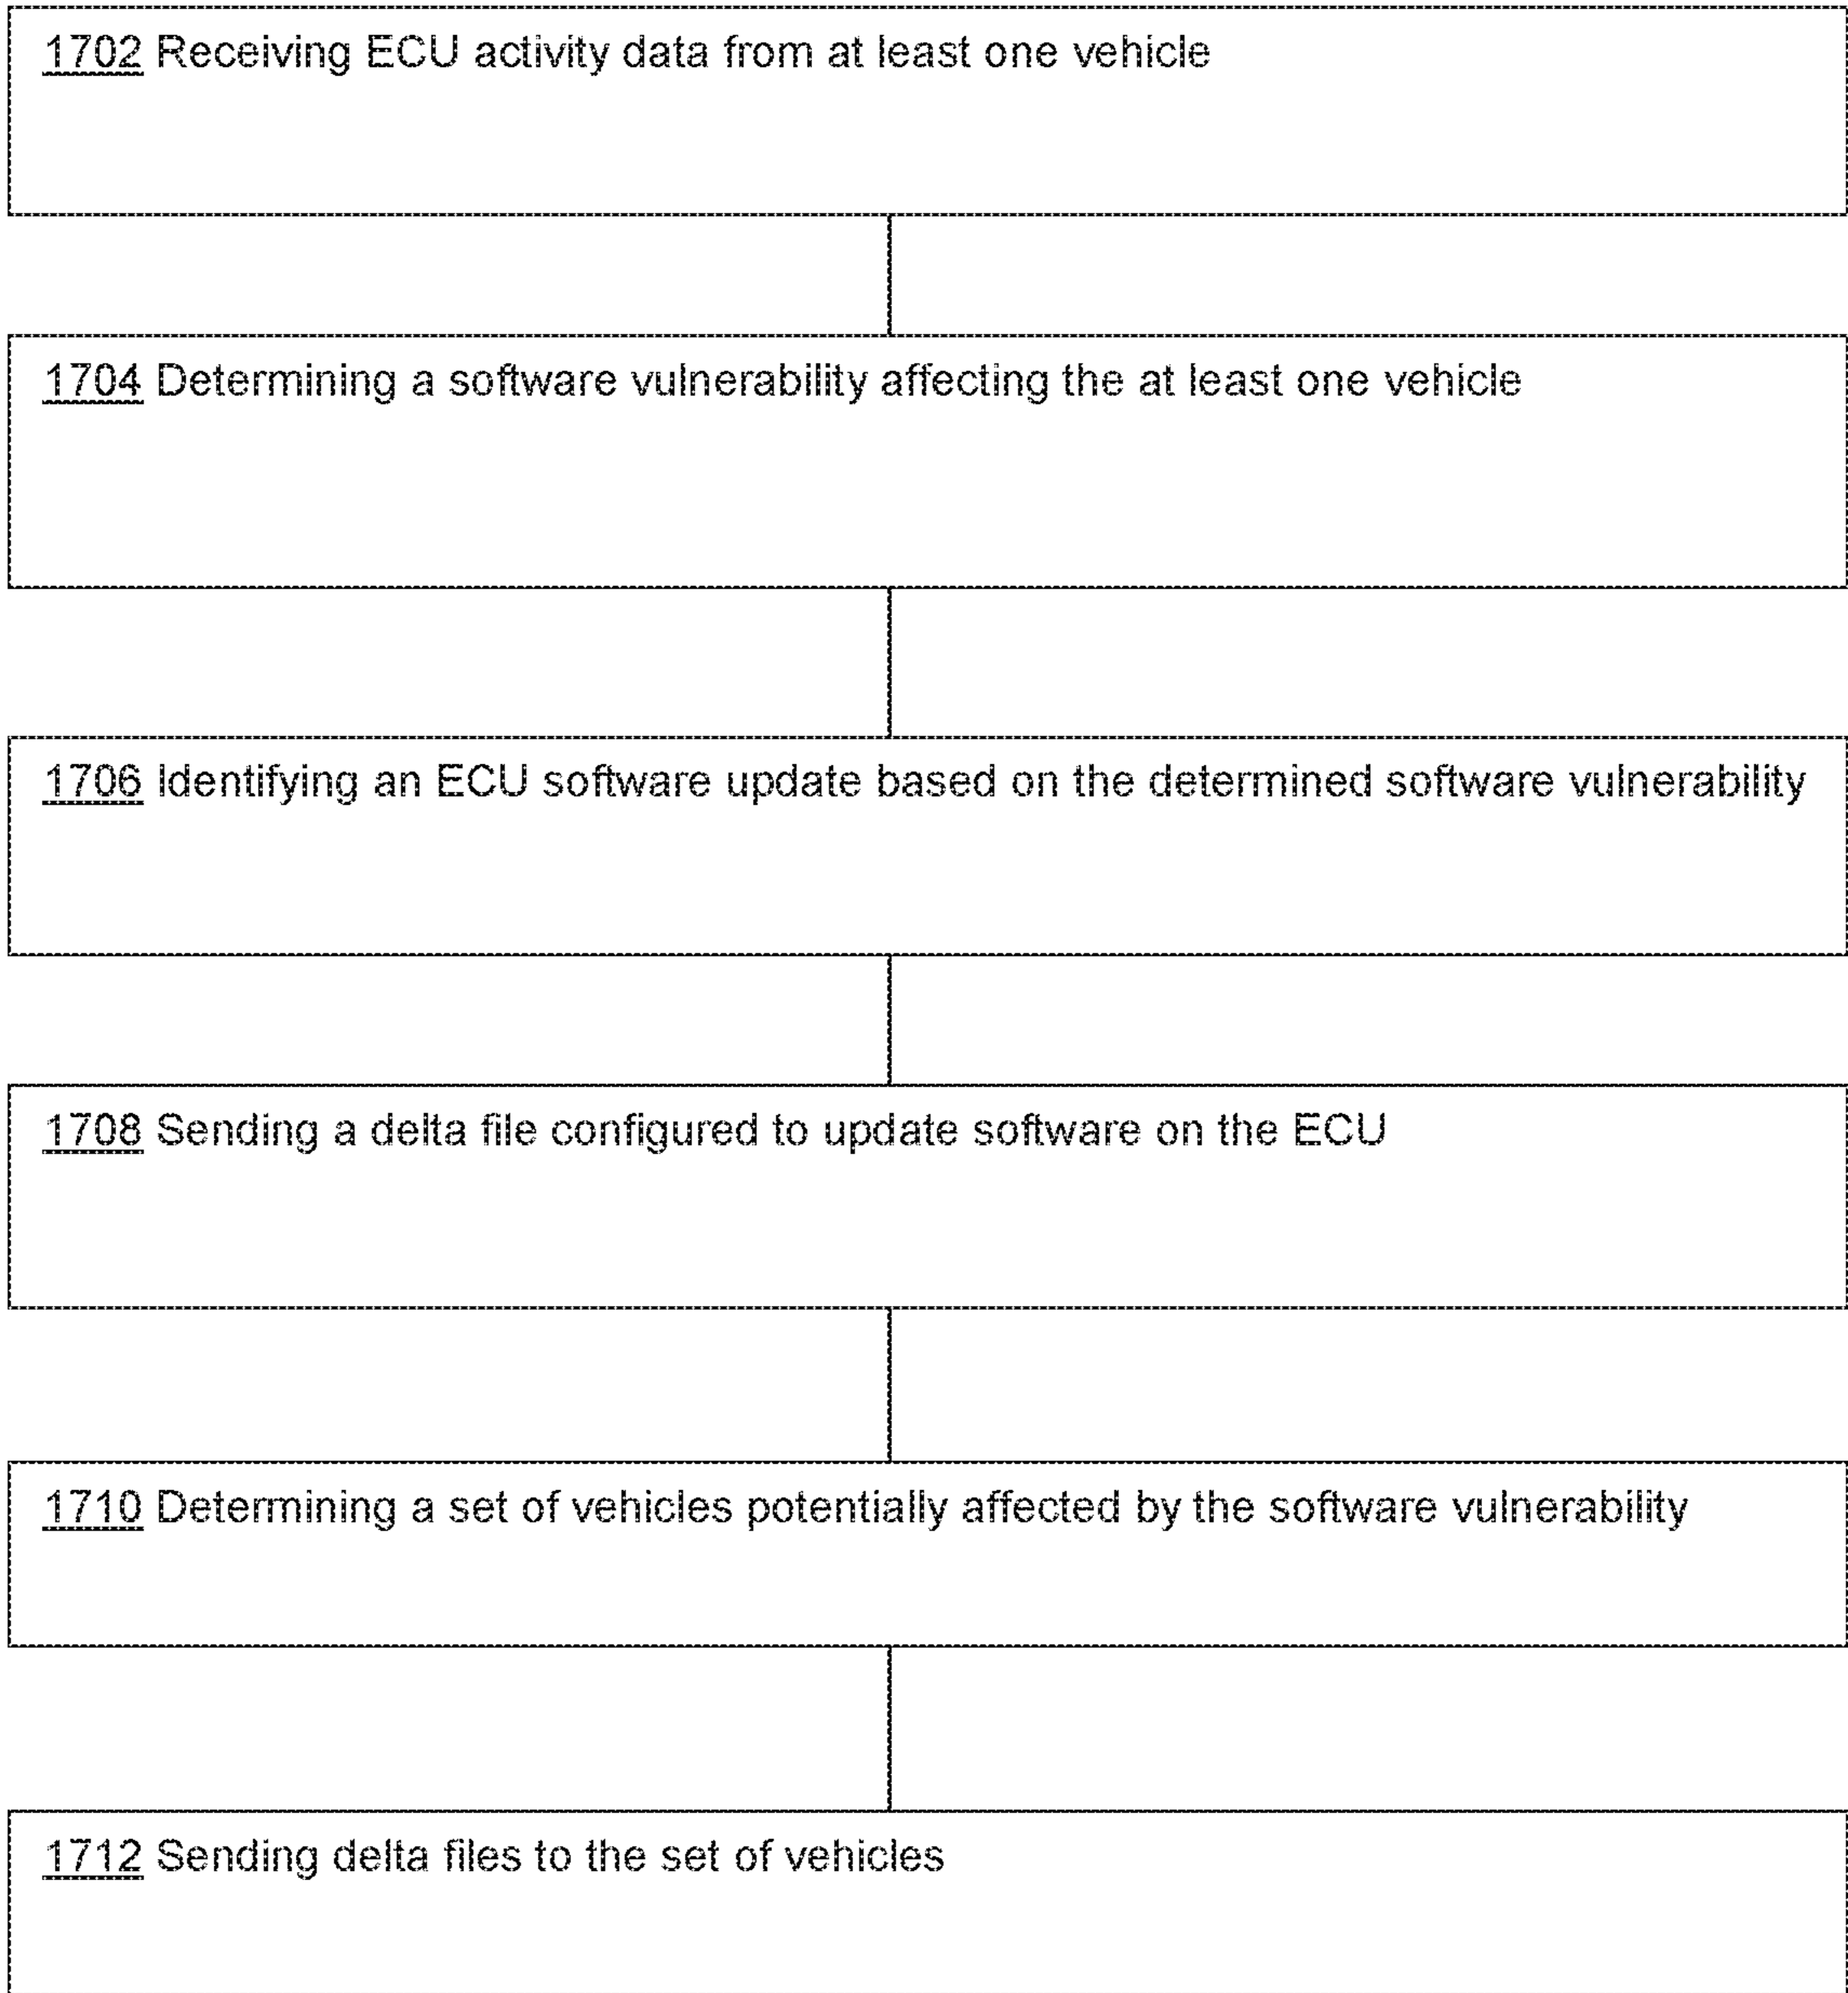 1702 Receiving ECU activity data from at least one vehicle
1704 Determining a software vulnerability affecting the at least one vehicle
1706 Identifying an ECU software update based on the determined software vulnerability
1708 Sending a delta file configured to update software on the ECU
1710 Determining a set of vehicles potentially affected by the software vulnerability
1712 Sending delta files to the set of vehicles